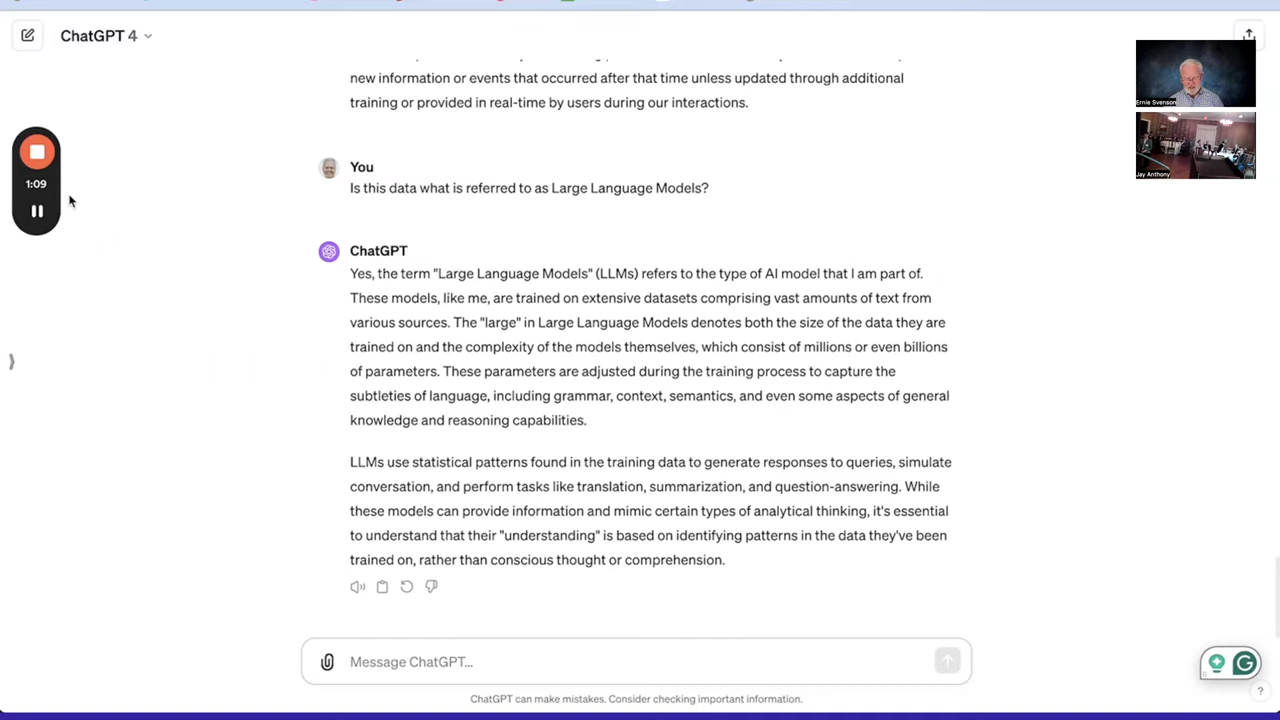 ChatGPT 4
new information or events that occurred after that time unless updated through additional
training or provided in real-time by users during our interactions.
Ernie Svenson
Jay Anthony
1:09
You
Is this data what is referred to as Large Language Models?
ChatGPT
Yes, the term "Large Language Models" (LLMs) refers to the type of AI model that I am part of.
These models, like me, are trained on extensive datasets comprising vast amounts of text from
various sources. The "large" in Large Language Models denotes both the size of the data they are
trained on and the complexity of the models themselves, which consist of millions or even billions
of parameters. These parameters are adjusted during the training process to capture the
subtleties of language, including grammar, context, semantics, and even some aspects of general
knowledge and reasoning capabilities.
LLMs use statistical patterns found in the training data to generate responses to queries, simulate
conversation, and perform tasks like translation, summarization, and question-answering. While
these models can provide information and mimic certain types of analytical thinking, it's essential
to understand that their "understanding" is based on identifying patterns in the data they've been
trained on, rather than conscious thought or comprehension.
Message ChatGPT...
ChatGPT can make mistakes. Consider checking important information.
?